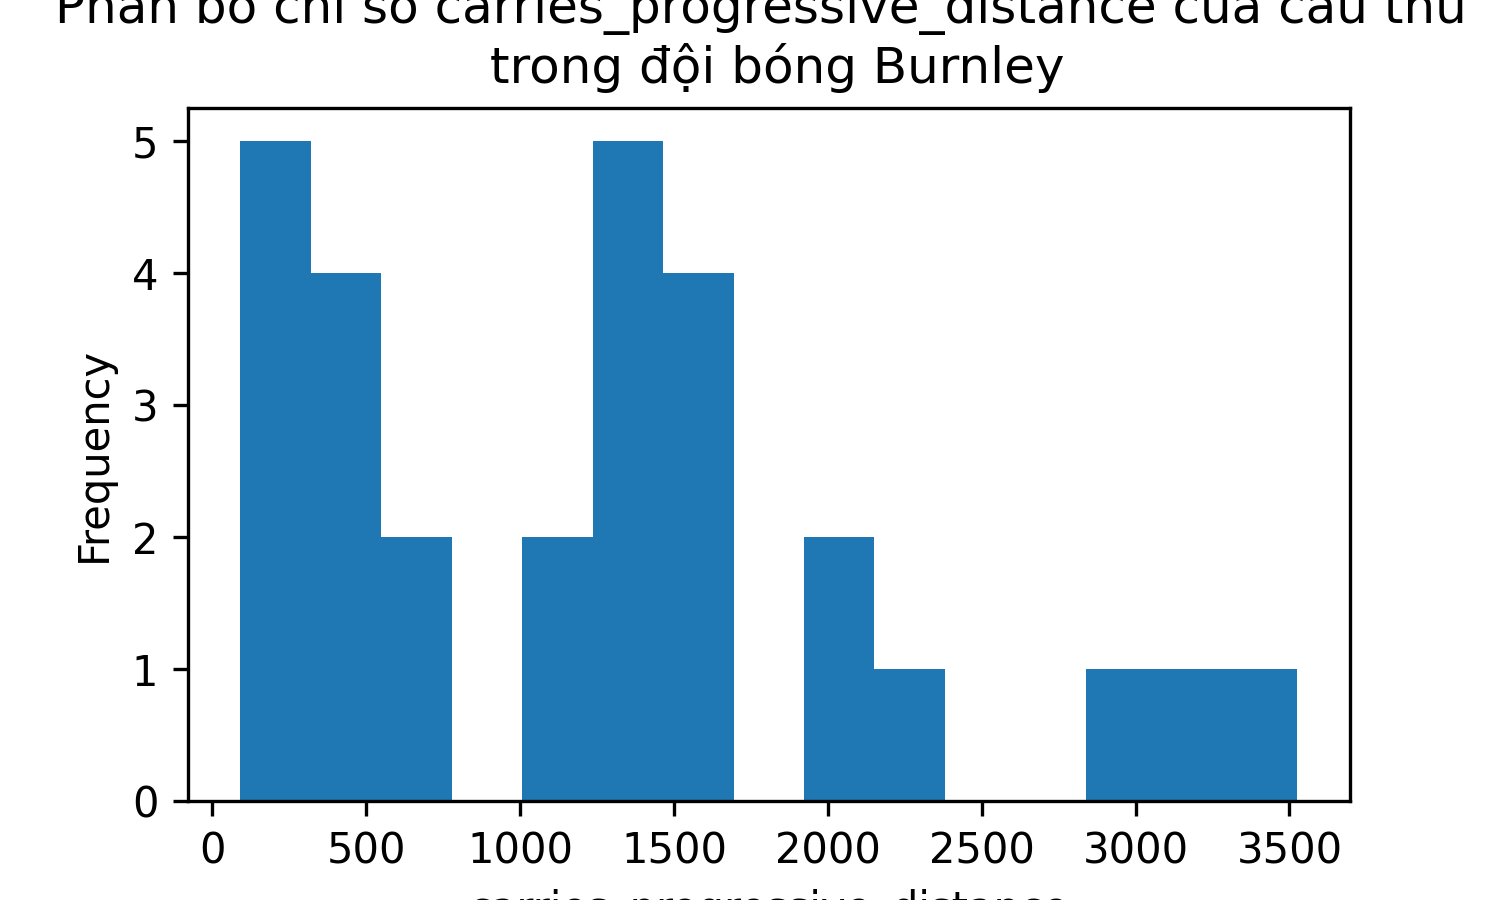 Phân bố chỉ số carries_progressive_distance của cầu thủ
trong đội bóng Burnley
5
4
3
2
1
0
Frequency
0 500 1000 1500 2000 2500 3000 3500
carries_progressive_distance